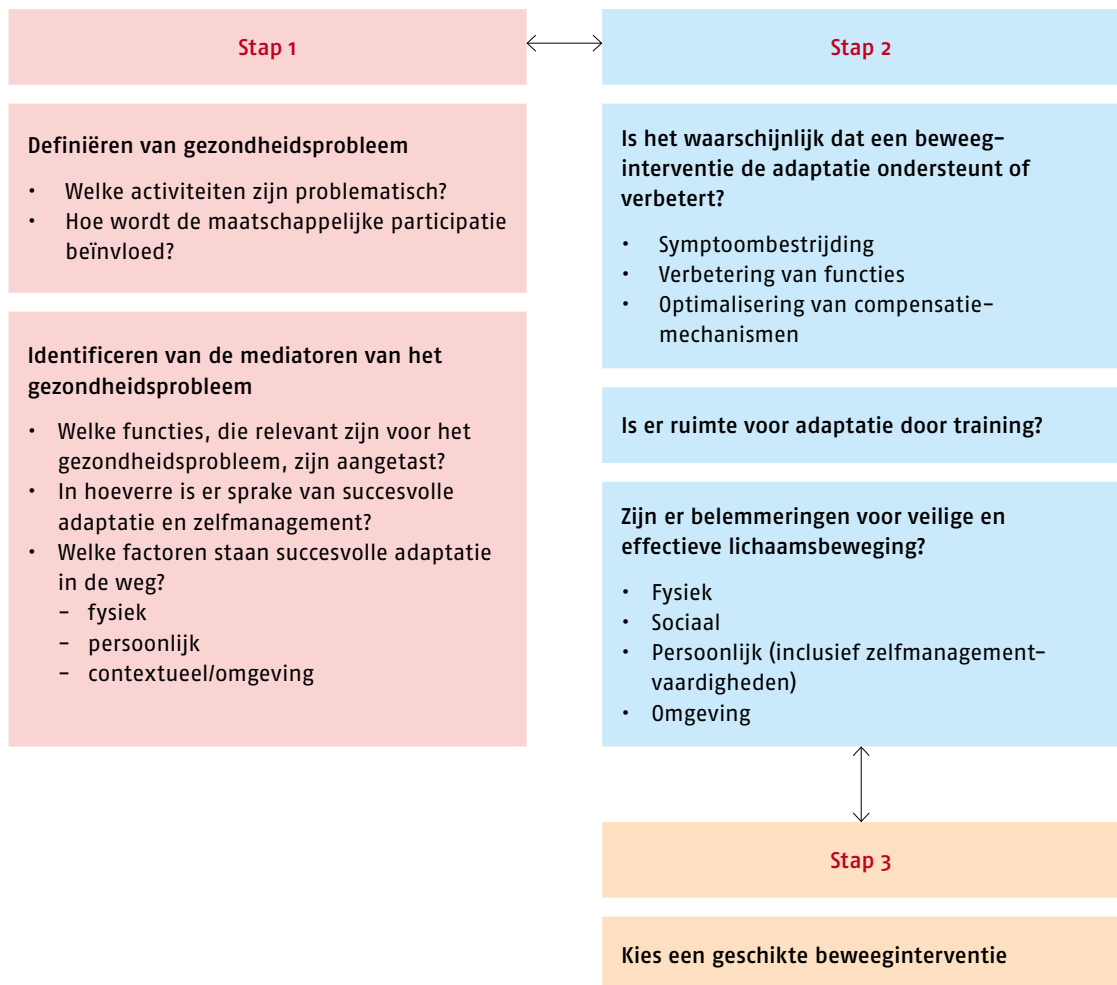 Stap 1
Definiëren van gezondheidsprobleem
• Welke activiteiten zijn problematisch?
• Hoe wordt de maatschappelijke participatie
beïnvloed?
Identificeren van de mediatoren van het
gezondheidsprobleem
• Welke functies, die relevant zijn voor het
gezondheidsprobleem, zijn aangetast?
• In hoeverre is er sprake van succesvolle
adaptatie en zelfmanagement?
• Welke factoren staan succesvolle adaptatie
in de weg?
– fysiek
– persoonlijk
– contextueel/omgeving
Stap 2
Is het waarschijnlijk dat een beweeg-
interventie de adaptatie ondersteunt of
verbetert?
• Symptoombestrijding
• Verbetering van functies
• Optimalisering van compensatie-
mechanismen
Is er ruimte voor adaptatie door training?
Zijn er belemmeringen voor veilige en
effectieve lichaamsbeweging?
• Fysiek
• Sociaal
• Persoonlijk (inclusief zelfmanagement-
vaardigheden)
• Omgeving
Stap 3
Kies een geschikte beweeginterventie